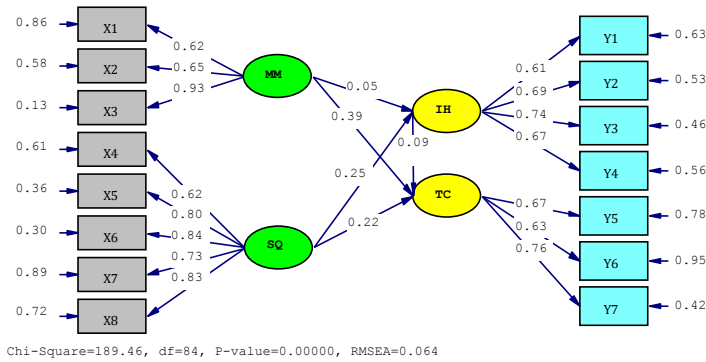 0.86 X1 Y1 0.63
0.62
0.58 X2 0.65 MM 0.61 Y2 0.53
0.93 0.05 0.69
0.13 X3 0.39 IH 0.74 Y3 0.46
0.61 X4 0.09 0.67
Y4 0.56
0.36 X5 0.62 0.25 TC 0.67
0.80 0.22 0.63 Y5 0.78
0.30 X6 0.84 SQ 0.76
0.73 Y6 0.95
0.89 X7 0.83
0.72 X8 Y7 0.42
Chi-Square=189.46, df=84, P-value=0.00000, RMSEA=0.064